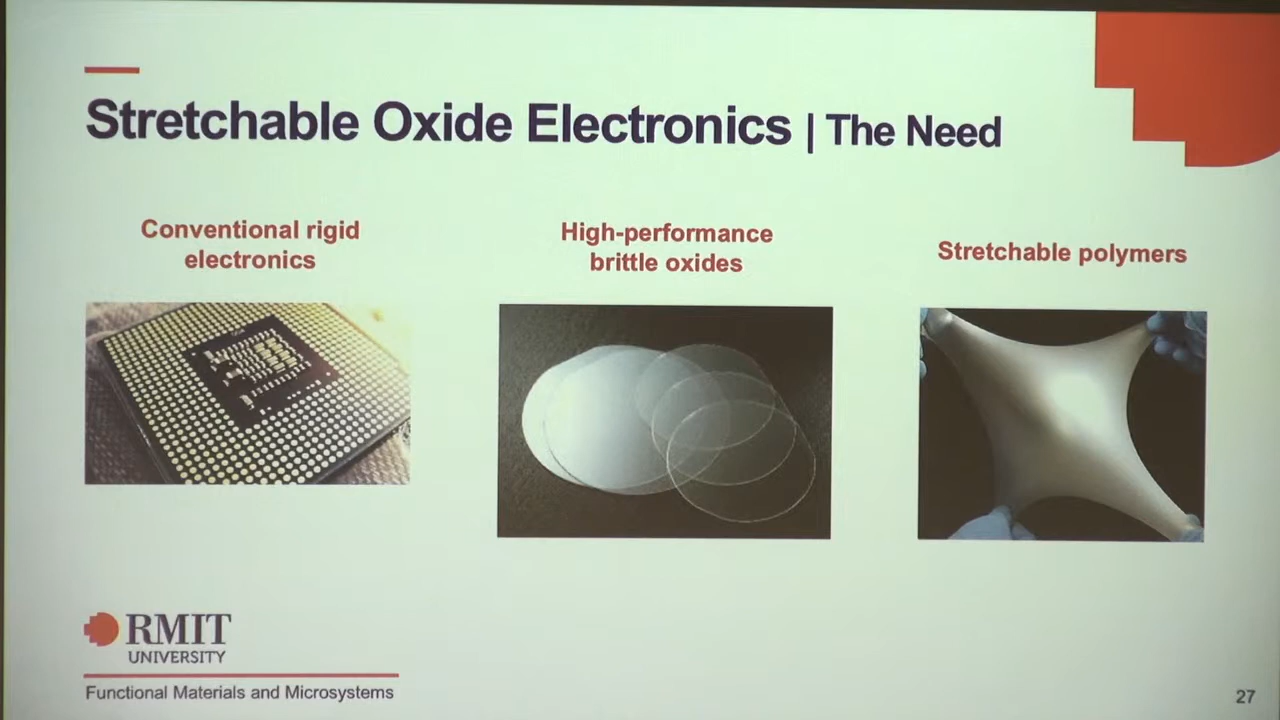 Stretchable Oxide Electronics | The Need
Conventional rigid
electronics
High-performance
brittle oxides
Stretchable polymers
RMIT
UNIVERSITY
Functional Materials and Microsystems
27